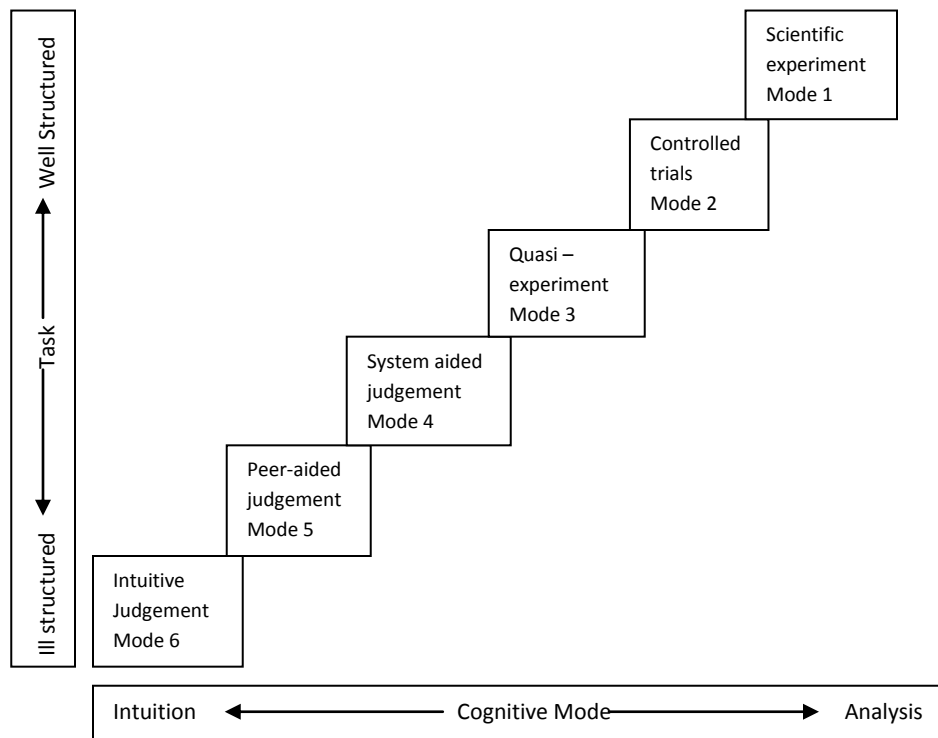 Scientific
experiment
Mode 1
Controlled
trials
Mode 2
Quasi –
experiment
Mode 3
System aided
judgement
Mode 4
Peer-aided
judgement
Mode 5
Intuitive
Judgement
Mode 6
Well Structured
Task
Ill structured
Intuition
Cognitive Mode
Analysis